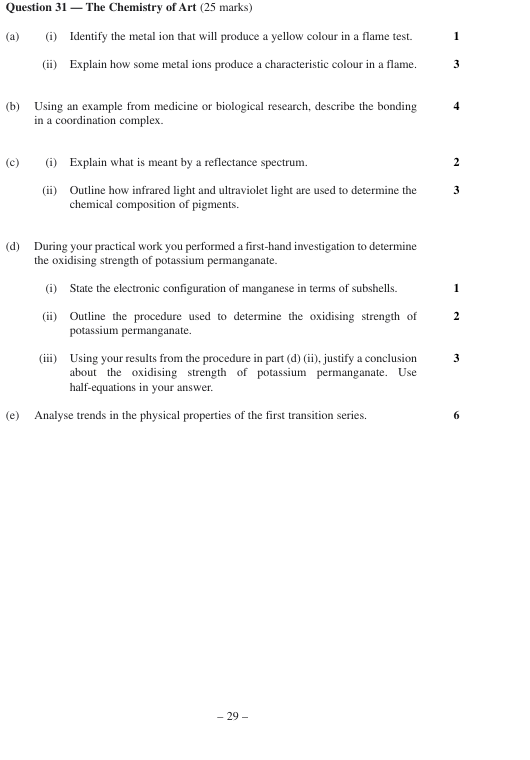 Question 31 — The Chemistry of Art (25 marks)
(a) (i) Identify the metal ion that will produce a yellow colour in a flame test. 1
(ii) Explain how some metal ions produce a characteristic colour in a flame. 3
(b) Using an example from medicine or biological research, describe the bonding 4
in a coordination complex.
(c) (i) Explain what is meant by a reflectance spectrum. 2
(ii) Outline how infrared light and ultraviolet light are used to determine the 3
chemical composition of pigments.
(d) During your practical work you performed a first-hand investigation to determine
the oxidising strength of potassium permanganate.
(i) State the electronic configuration of manganese in terms of subshells. 1
(ii) Outline the procedure used to determine the oxidising strength of 2
potassium permanganate.
(iii) Using your results from the procedure in part (d) (ii), justify a conclusion 3
about the oxidising strength of potassium permanganate. Use
half-equations in your answer.
(e) Analyse trends in the physical properties of the first transition series. 6
– 29 –